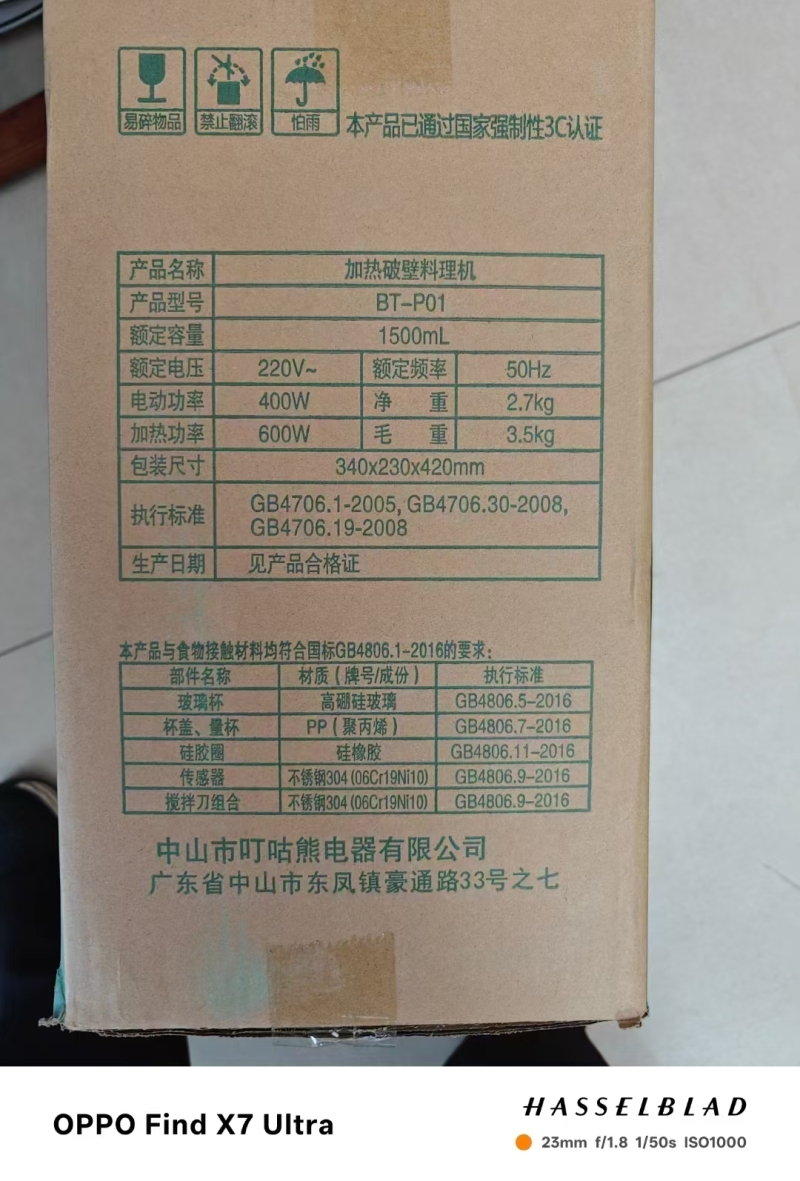 易碎物品 禁止翻滚 怕雨 本产品已通过国家强制性3C认证
产品名称 加热破壁料理机
产品型号 BT-P01
额定容量 1500mL
额定电压 220V~ 额定频率 50Hz
电动功率 400W 净 重 2.7kg
加热功率 600W 毛 重 3.5kg
包装尺寸 340x230x420mm
执行标准 GB4706.1-2005, GB4706.30-2008,
GB4706.19-2008
生产日期 见产品合格证
本产品与食物接触材料均符合国标GB4806.1-2016的要求:
部件名称 材质(牌号/成份) 执行标准
玻璃杯 高硼硅玻璃 GB4806.5-2016
杯盖、量杯 PP(聚丙烯) GB4806.7-2016
硅胶圈 硅橡胶 GB4806.11-2016
传感器 不锈钢304(06Cr19Ni10) GB4806.9-2016
搅拌刀组合 不锈钢304(06Cr19Ni10) GB4806.9-2016
中山市叮咕熊电器有限公司
广东省中山市东凤镇豪通路33号之七
OPPO Find X7 Ultra
HASSELBLAD
23mm f/1.8 1/50s ISO1000